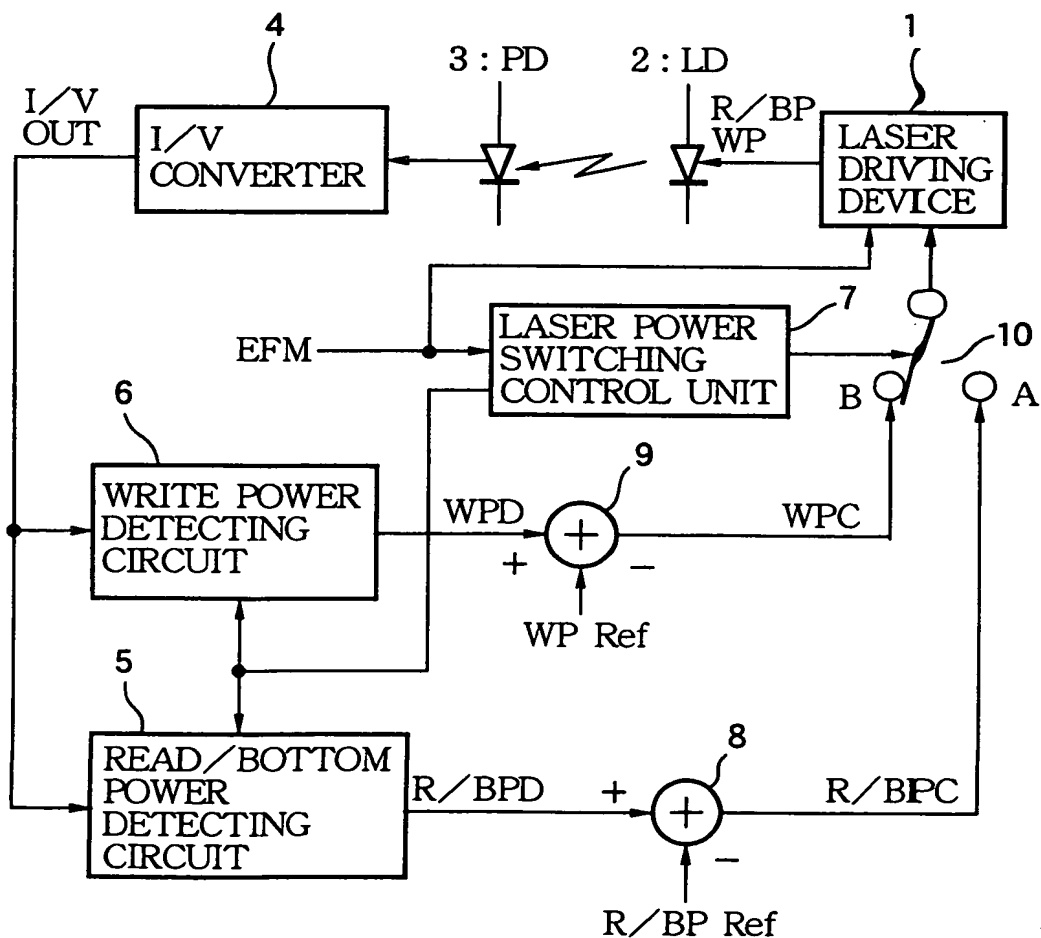 4
3 : PD
2 : LD
1
I/V
OUT
I/V
CONVERTER
R/BP
WP
LASER
DRIVING
DEVICE
7
EFM
LASER POWER
SWITCHING
CONTROL UNIT
10
B
A
6
WRITE POWER
DETECTING
CIRCUIT
WPD
9
+
+
−
WPC
WP Ref
5
READ/BOTTOM
POWER
DETECTING
CIRCUIT
R/BPD
8
+
+
−
R/BPC
R/BP Ref